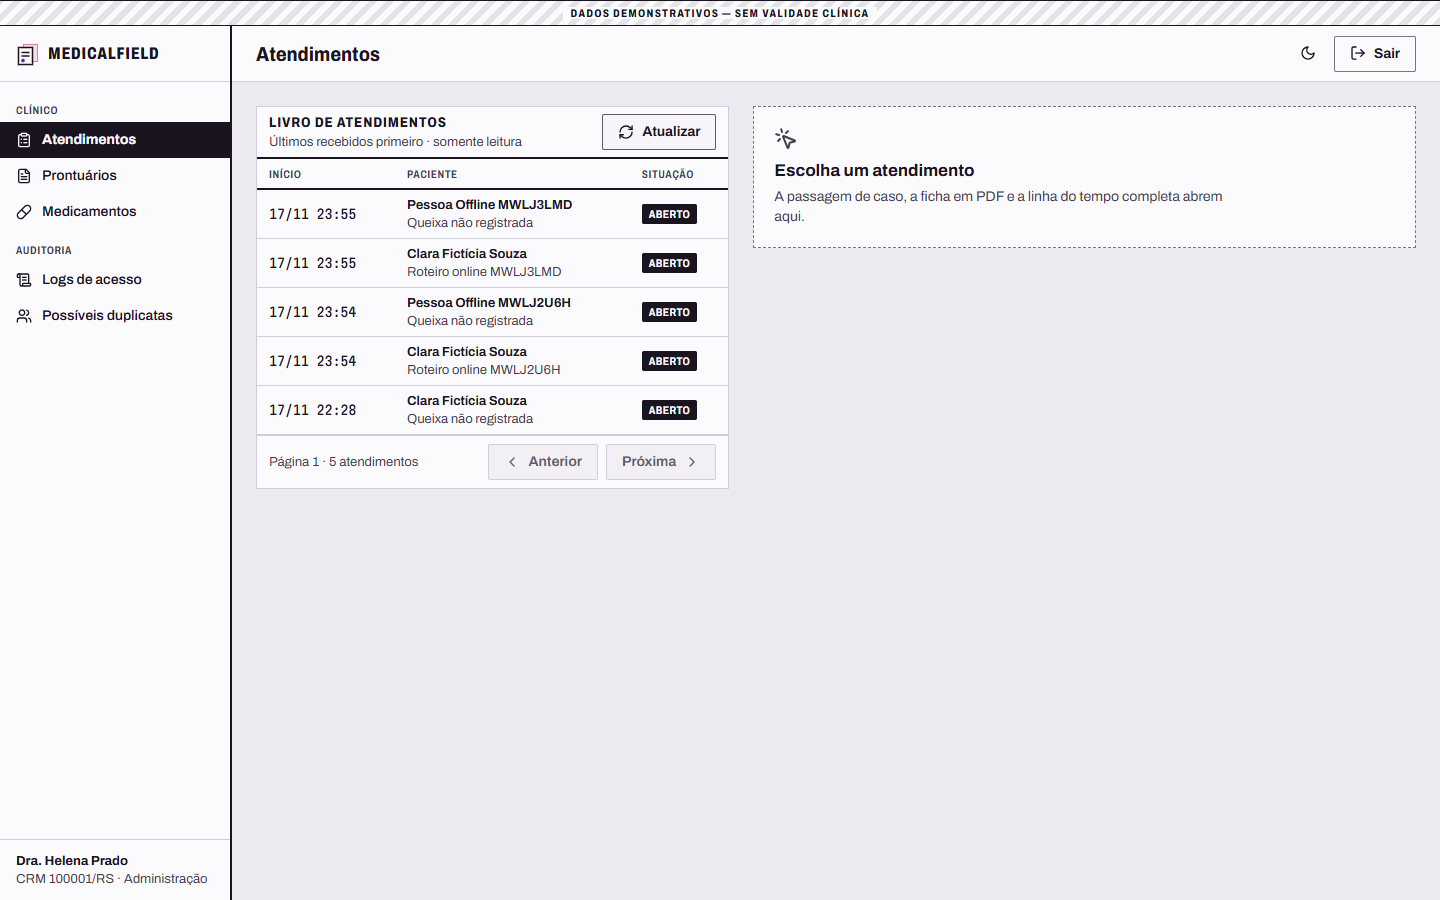 DADOS DEMONSTRATIVOS — SEM VALIDADE CLÍNICA
MEDICALFIELD
Atendimentos
Sair
CLÍNICO
Atendimentos
Prontuários
Medicamentos
AUDITORIA
Logs de acesso
Possíveis duplicatas
Dra. Helena Prado
CRM 100001/RS · Administração
LIVRO DE ATENDIMENTOS
Últimos recebidos primeiro · somente leitura
Atualizar
INÍCIO PACIENTE SITUAÇÃO
17/11 23:55 Pessoa Offline MWLJ3LMD ABERTO
Queixa não registrada
17/11 23:55 Clara Fictícia Souza ABERTO
Roteiro online MWLJ3LMD
17/11 23:54 Pessoa Offline MWLJ2U6H ABERTO
Queixa não registrada
17/11 23:54 Clara Fictícia Souza ABERTO
Roteiro online MWLJ2U6H
17/11 22:28 Clara Fictícia Souza ABERTO
Queixa não registrada
Página 1 · 5 atendimentos Anterior Próxima
Escolha um atendimento
A passagem de caso, a ficha em PDF e a linha do tempo completa abrem
aqui.